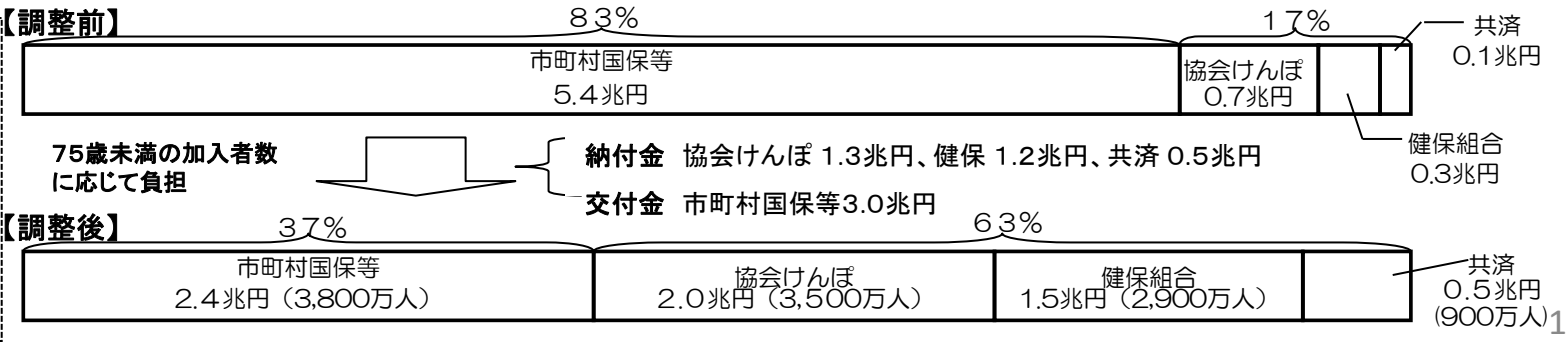 【調整前】
８３%
１７%
共済
0.1兆円
市町村国保等
5.4兆円
協会けんぽ
0.7兆円
健保組合
0.3兆円
75歳未満の加入者数
に応じて負担
納付金 協会けんぽ 1.3兆円、健保 1.2兆円、共済 0.5兆円
交付金 市町村国保等3.0兆円
【調整後】
３７%
６３%
市町村国保等
2.4兆円（3,800万人）
協会けんぽ
2.0兆円（3,500万人）
健保組合
1.5兆円（2,900万人）
共済
0.5兆円
(900万人)
1